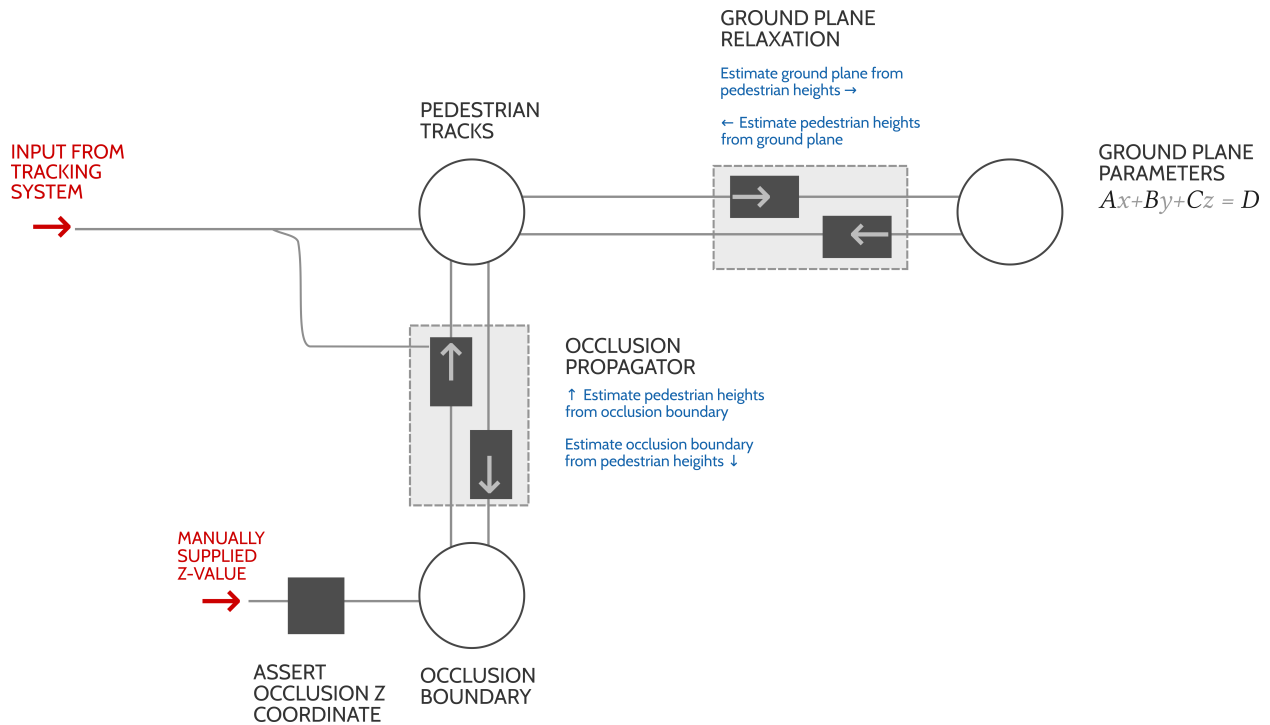 GROUND PLANE
RELAXATION
Estimate ground plane from
pedestrian heights →
← Estimate pedestrian heights
from ground plane
PEDESTRIAN
TRACKS
INPUT FROM
TRACKING
SYSTEM
GROUND PLANE
PARAMETERS
Ax+By+Cz = D
OCCLUSION
PROPAGATOR
↑ Estimate pedestrian heights
from occlusion boundary
Estimate occlusion boundary
from pedestrian heigihts ↓
MANUALLY
SUPPLIED
Z-VALUE
ASSERT
OCCLUSION Z
COORDINATE
OCCLUSION
BOUNDARY